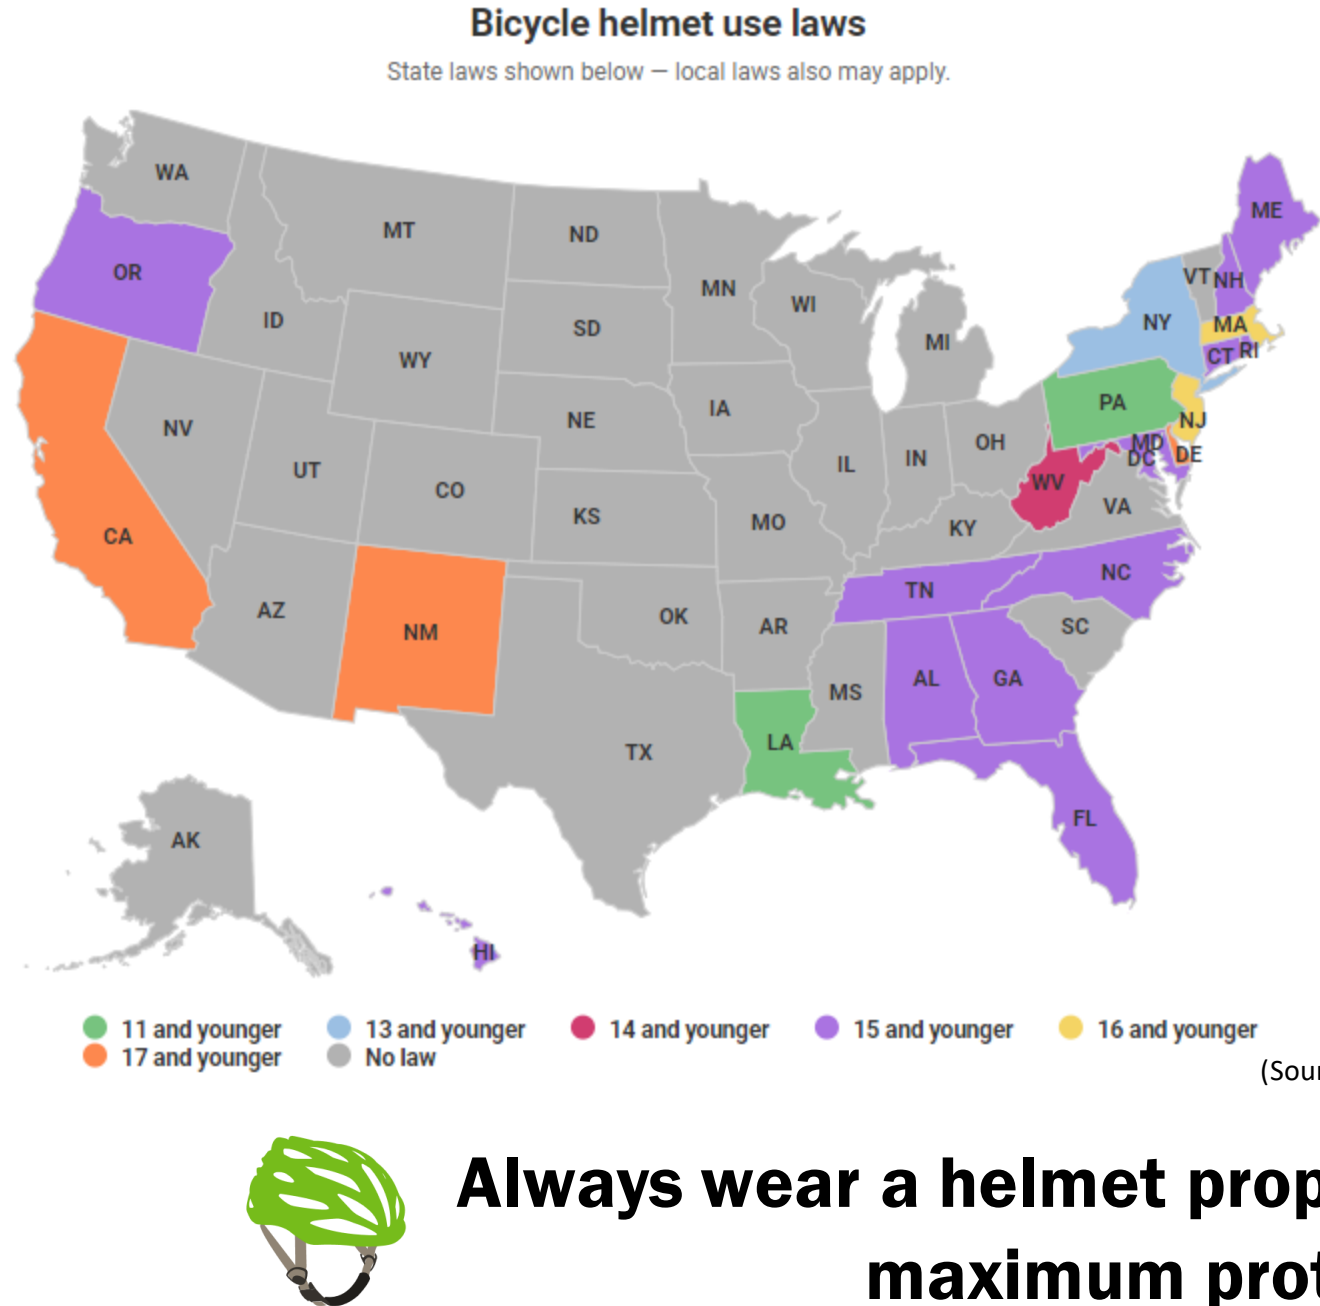 Bicycle helmet use laws
State laws shown below — local laws also may apply.
WA
ME
MT
ND
OR
VT NH
MN
WI
ID
SD
NY
MA
MI
CT RI
WY
IA
PA
NE
NJ
NV
OH
MD
DE
IL
IN
DC
UT
WV
CO
VA
KS
MO
KY
CA
NC
TN
AZ
OK
AR
SC
NM
AL
GA
MS
LA
TX
FL
AK
HI
11 and younger
13 and younger
14 and younger
15 and younger
16 and younger
17 and younger
No law
(Sour
Always wear a helmet prop
maximum prot